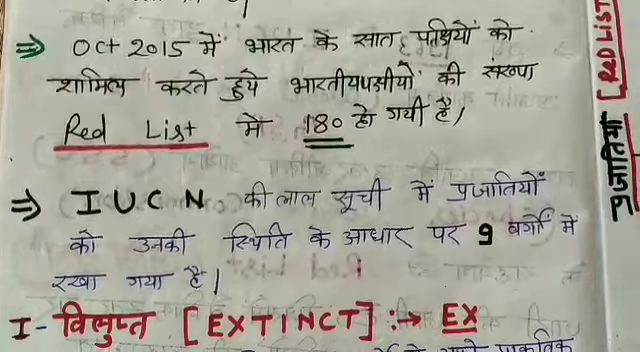 ⇒ Oct 2015 में भारत के सात पक्षियों को
शामिल करते हुये भारतीयपक्षीयों की संख्या
Red List में 180 हो गयी है।
⇒ IUCN की लाल सूची में प्रजातियों
को उनकी स्थिति के आधार पर 9 वर्गों में
रखा गया है।
I - विलुप्त [EXTINCT] :→ EX
प्राकृतिक
प्रजातियां [RED LIST